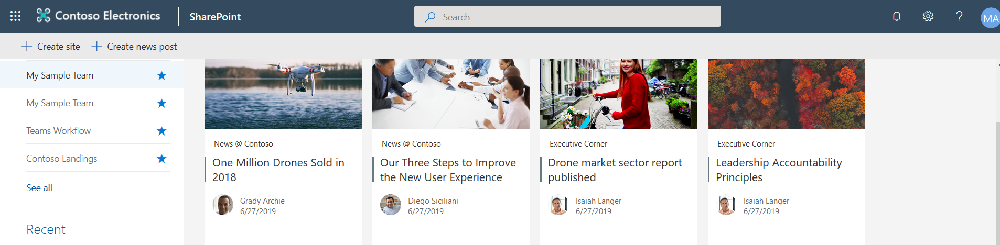 Contoso Electronics
SharePoint
Search
MA
Create site
Create news post
My Sample Team
My Sample Team
Teams Workflow
Contoso Landings
See all
Recent
News @ Contoso
One Million Drones Sold in
2018
Grady Archie
6/27/2019
News @ Contoso
Our Three Steps to Improve
the New User Experience
Diego Siciliani
6/27/2019
Executive Corner
Drone market sector report
published
Isaiah Langer
6/27/2019
Executive Corner
Leadership Accountability
Principles
Isaiah Langer
6/27/2019